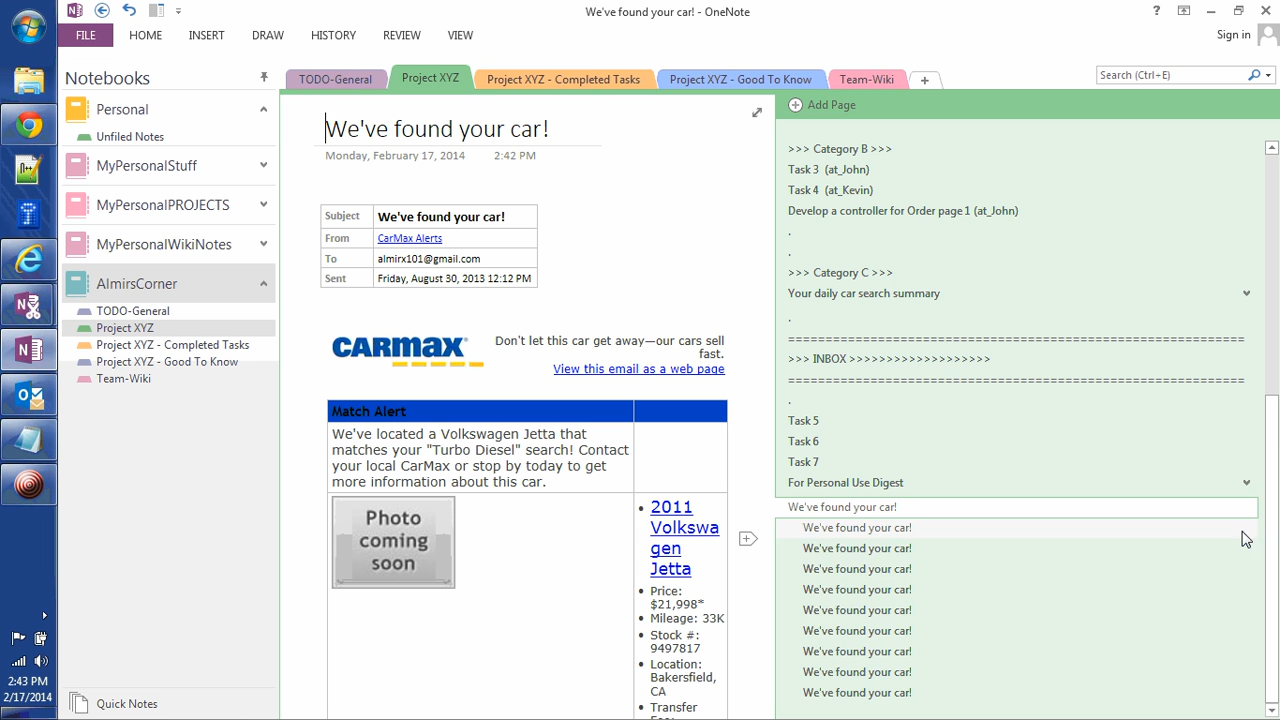 We've found your car! - OneNote
?
FILE
HOME
INSERT
DRAW
HISTORY
REVIEW
VIEW
Sign in
Notebooks
Personal
Unfiled Notes
MyPersonalStuff
MyPersonalPROJECTS
MyPersonalWikiNotes
AlmirsCorner
TODO-General
Project XYZ
Project XYZ - Completed Tasks
Project XYZ - Good To Know
Team-Wiki
Quick Notes
TODO-General
Project XYZ
Project XYZ - Completed Tasks
Project XYZ - Good To Know
Team-Wiki
Search (Ctrl+E)
We've found your car!
Monday, February 17, 2014 2:42 PM
Subject We've found your car!
From CarMax Alerts
To almirx101@gmail.com
Sent Friday, August 30, 2013 12:12 PM
CARMAX
Don't let this car get away—our cars sell
fast.
View this email as a web page
Match Alert
We've located a Volkswagen Jetta that
matches your "Turbo Diesel" search! Contact
your local CarMax or stop by today to get
more information about this car.
Photo
coming
soon
2011
Volkswa
gen
Jetta
Price:
$21,998*
Mileage: 33K
Stock #:
9497817
Location:
Bakersfield,
CA
Transfer
Add Page
>>> Category B >>>
Task 3 (at_John)
Task 4 (at_Kevin)
Develop a controller for Order page 1 (at_John)
.
.
>>> Category C >>>
Your daily car search summary
.
=================================================================
>>> INBOX >>>>>>>>>>>>>>>>>>>
=================================================================
.
Task 5
Task 6
Task 7
For Personal Use Digest
We've found your car!
We've found your car!
We've found your car!
We've found your car!
We've found your car!
We've found your car!
We've found your car!
We've found your car!
We've found your car!
We've found your car!
2:43 PM
2/17/2014